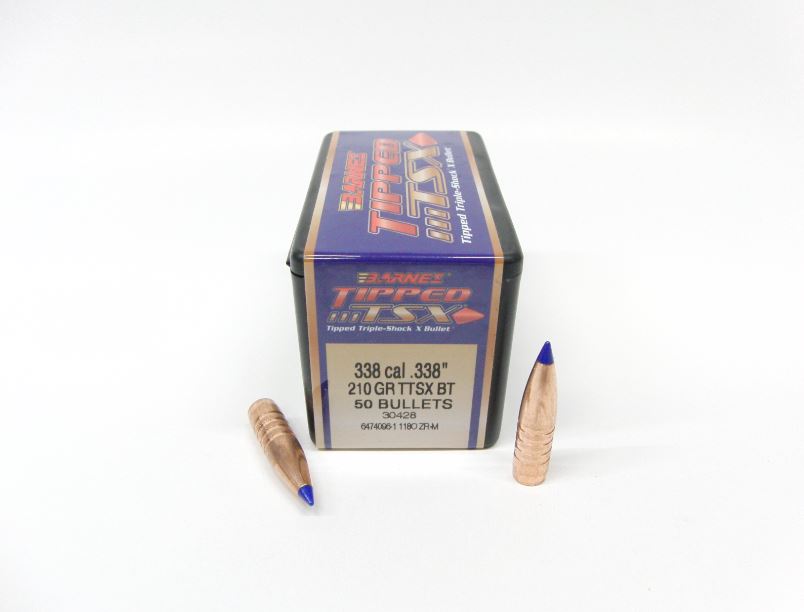 BARNES
TIPPED
TSX
Tipped Triple-Shock X Bullet
BARNES
TIPPED
TSX
Tipped Triple-Shock X Bullet
338 cal .338"
210 GR TTSX BT
50 BULLETS
30428
6474096-1 118O ZR-M